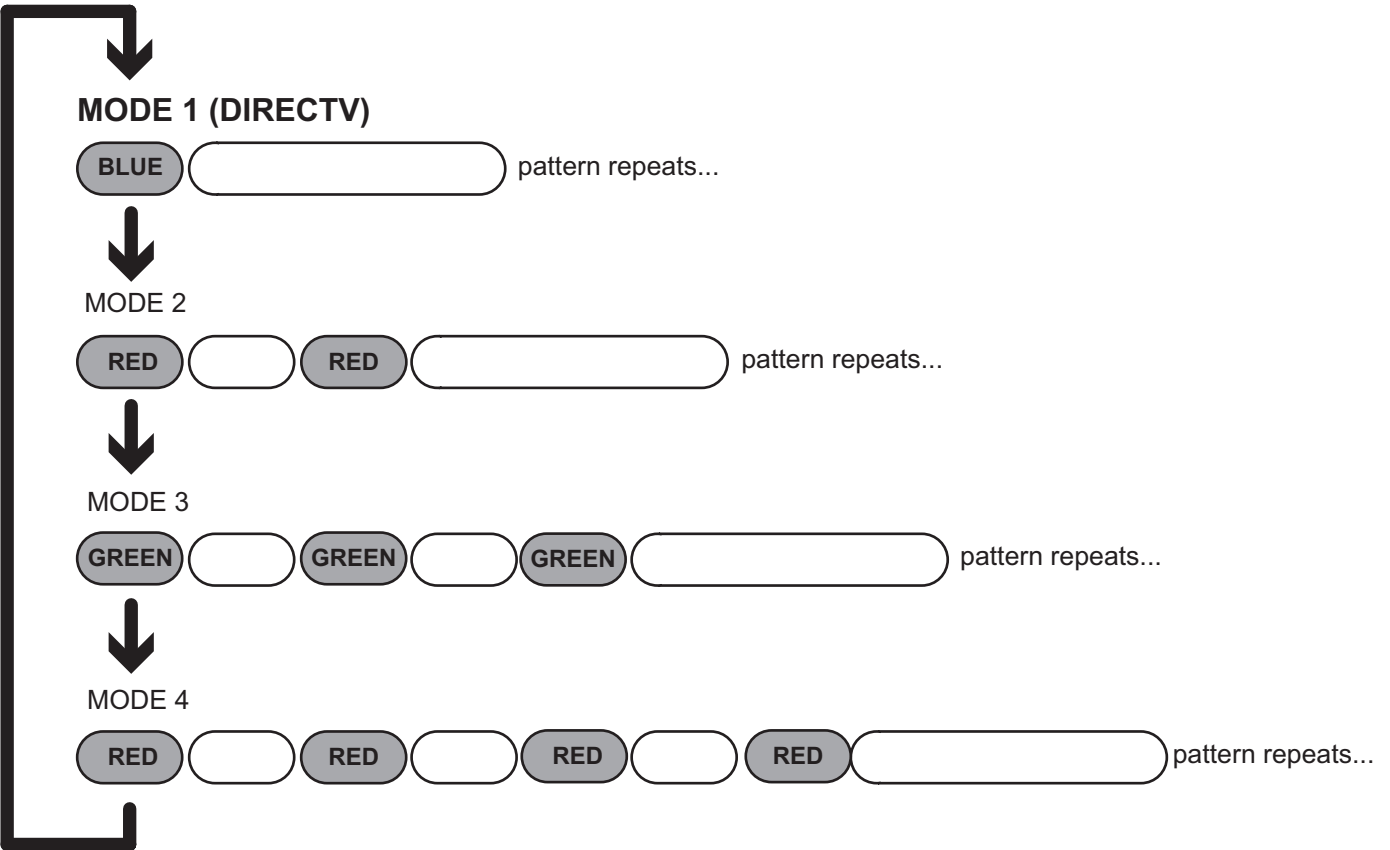 MODE 1 (DIRECTV)
BLUE pattern repeats...
MODE 2
RED RED pattern repeats...
MODE 3
GREEN GREEN GREEN pattern repeats...
MODE 4
RED RED RED RED pattern repeats...